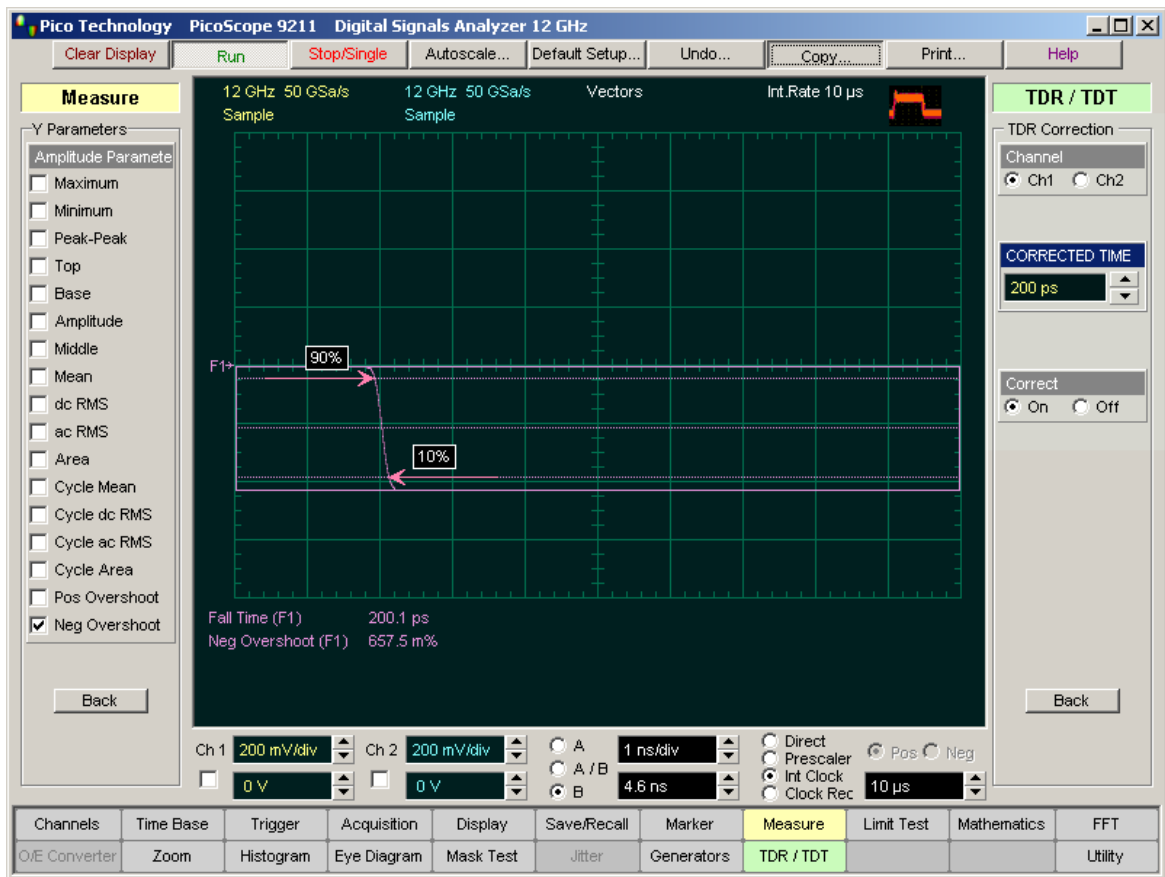 Pico Technology PicoScope 9211 Digital Signals Analyzer 12 GHz
Clear Display Run Stop/Single Autoscale... Default Setup... Undo... Copy... Print... Help
Measure
Y Parameters
Amplitude Paramete
Maximum
Minimum
Peak-Peak
Top
Base
Amplitude
Middle
Mean
dc RMS
ac RMS
Area
Cycle Mean
Cycle dc RMS
Cycle ac RMS
Cycle Area
Pos Overshoot
Neg Overshoot
Back
12 GHz 50 GSa/s 12 GHz 50 GSa/s Vectors Int.Rate 10 µs
Sample Sample
F1
90%
10%
Fall Time (F1) 200.1 ps
Neg Overshoot (F1) 657.5 m%
TDR / TDT
TDR Correction
Channel
Ch1 Ch2
CORRECTED TIME
200 ps
Correct
On Off
Back
Ch 1 200 mV/div Ch 2 200 mV/div A 1 ns/div Direct
A / B Prescaler Pos Neg
0 V 0 V B 4.6 ns Int Clock 10 µs
Clock Rec
Channels Time Base Trigger Acquisition Display Save/Recall Marker Measure Limit Test Mathematics FFT
O/E Converter Zoom Histogram Eye Diagram Mask Test Jitter Generators TDR / TDT Utility